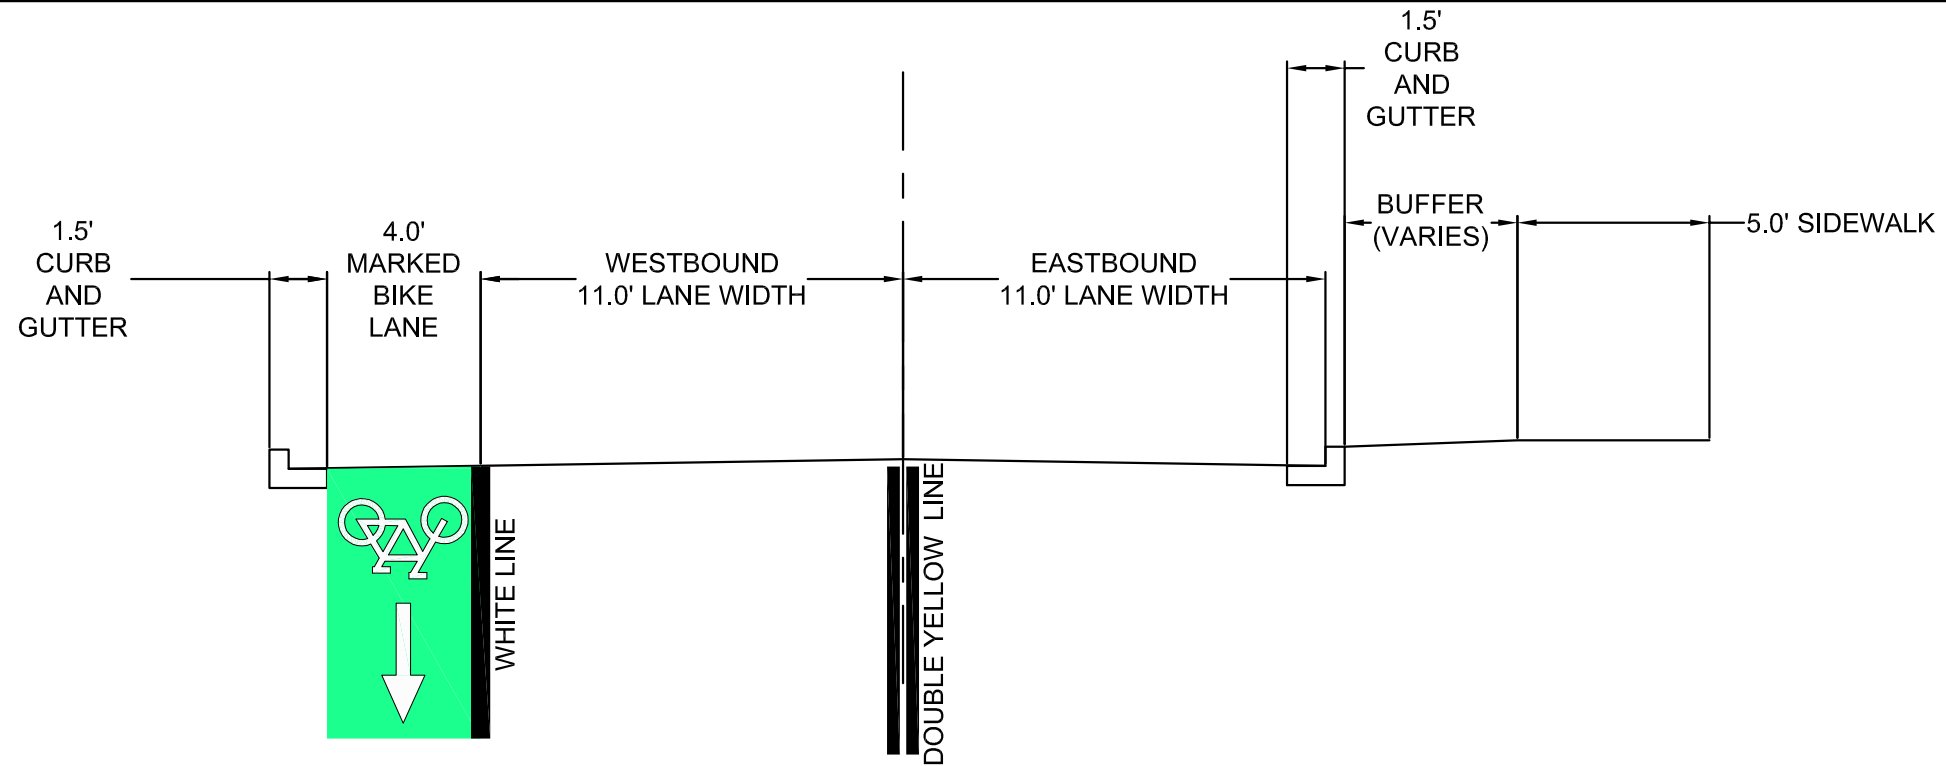 1.5'
CURB
AND
GUTTER
4.0'
MARKED
BIKE
LANE
WESTBOUND
11.0' LANE WIDTH
EASTBOUND
11.0' LANE WIDTH
1.5'
CURB
AND
GUTTER
BUFFER
(VARIES)
5.0' SIDEWALK
WHITE LINE
DOUBLE YELLOW LINE